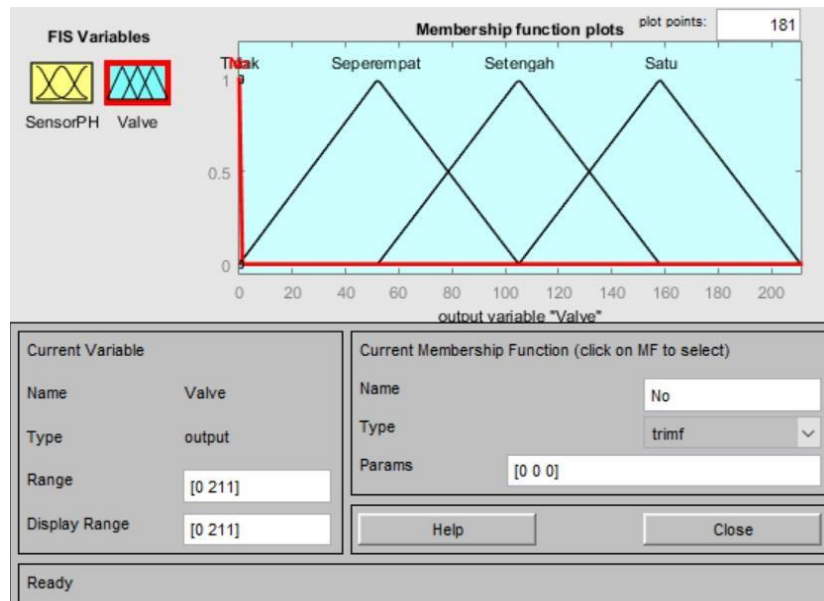 FIS Variables
SensorPH
Valve
Membership function plots
plot points:
181
Seperempat
Setengah
Satu
1
0.5
0
0 20 40 60 80 100 120 140 160 180 200
output variable "Valve"
Current Variable
Name Valve
Type output
Range [0 211]
Display Range [0 211]
Current Membership Function (click on MF to select)
Name No
Type trimf
Params [0 0 0]
Help
Close
Ready